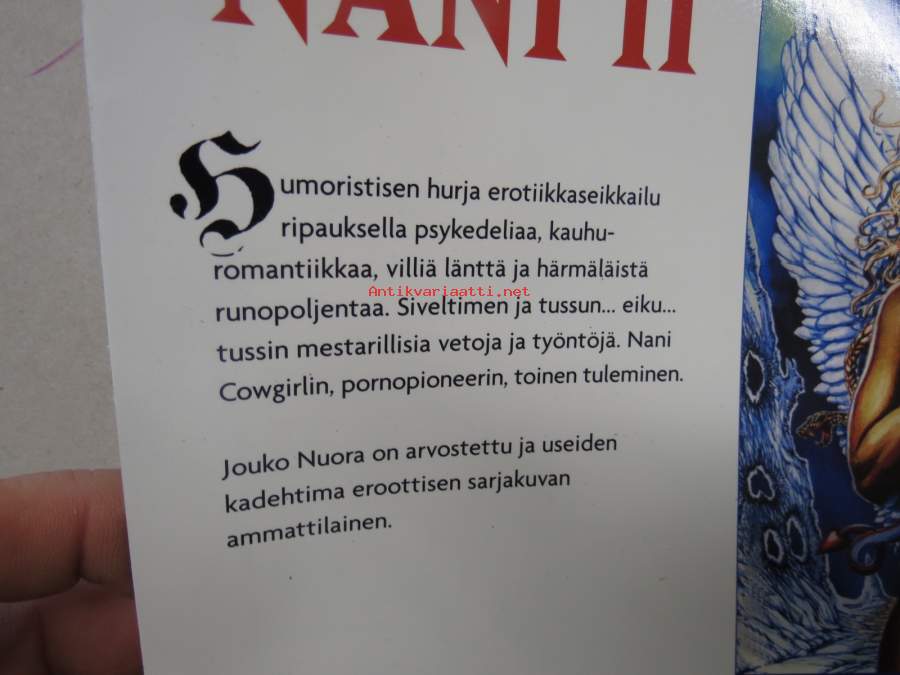 NANI II
Humoristisen hurja erotiikkaseikkailu
ripauksella psykedeliaa, kauhu-
romantiikkaa, villiä länttä ja härmäläistä
Antikvariaatti.net
runopoljentaa. Siveltimen ja tussun... eiku...
tussin mestarillisia vetoja ja työntöjä. Nani
Cowgirlin, pornopioneerin, toinen tuleminen.
Jouko Nuora on arvostettu ja useiden
kadehtima eroottisen sarjakuvan
ammattilainen.